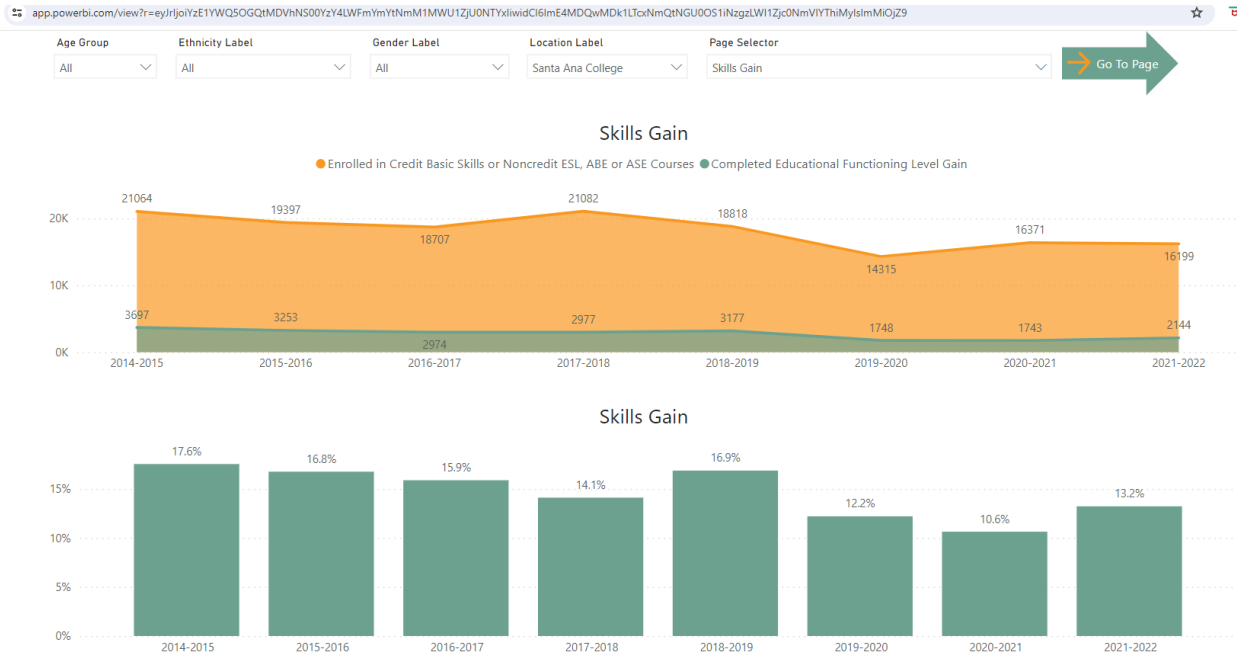 Age Group Ethnicity Label Gender Label Location Label Page Selector
All All All Santa Ana College Skills Gain Go To Page
Skills Gain
Enrolled in Credit Basic Skills or Noncredit ESL, ABE or ASE Courses Completed Educational Functioning Level Gain
21064 19397 18707 21082 18818 14315 16371 16199
20K
10K
3697 3253 2974 2977 3177 1748 1743 2144
0K
2014-2015 2015-2016 2016-2017 2017-2018 2018-2019 2019-2020 2020-2021 2021-2022
Skills Gain
17.6% 16.8% 15.9% 14.1% 16.9% 12.2% 10.6% 13.2%
15%
10%
5%
0%
2014-2015 2015-2016 2016-2017 2017-2018 2018-2019 2019-2020 2020-2021 2021-2022